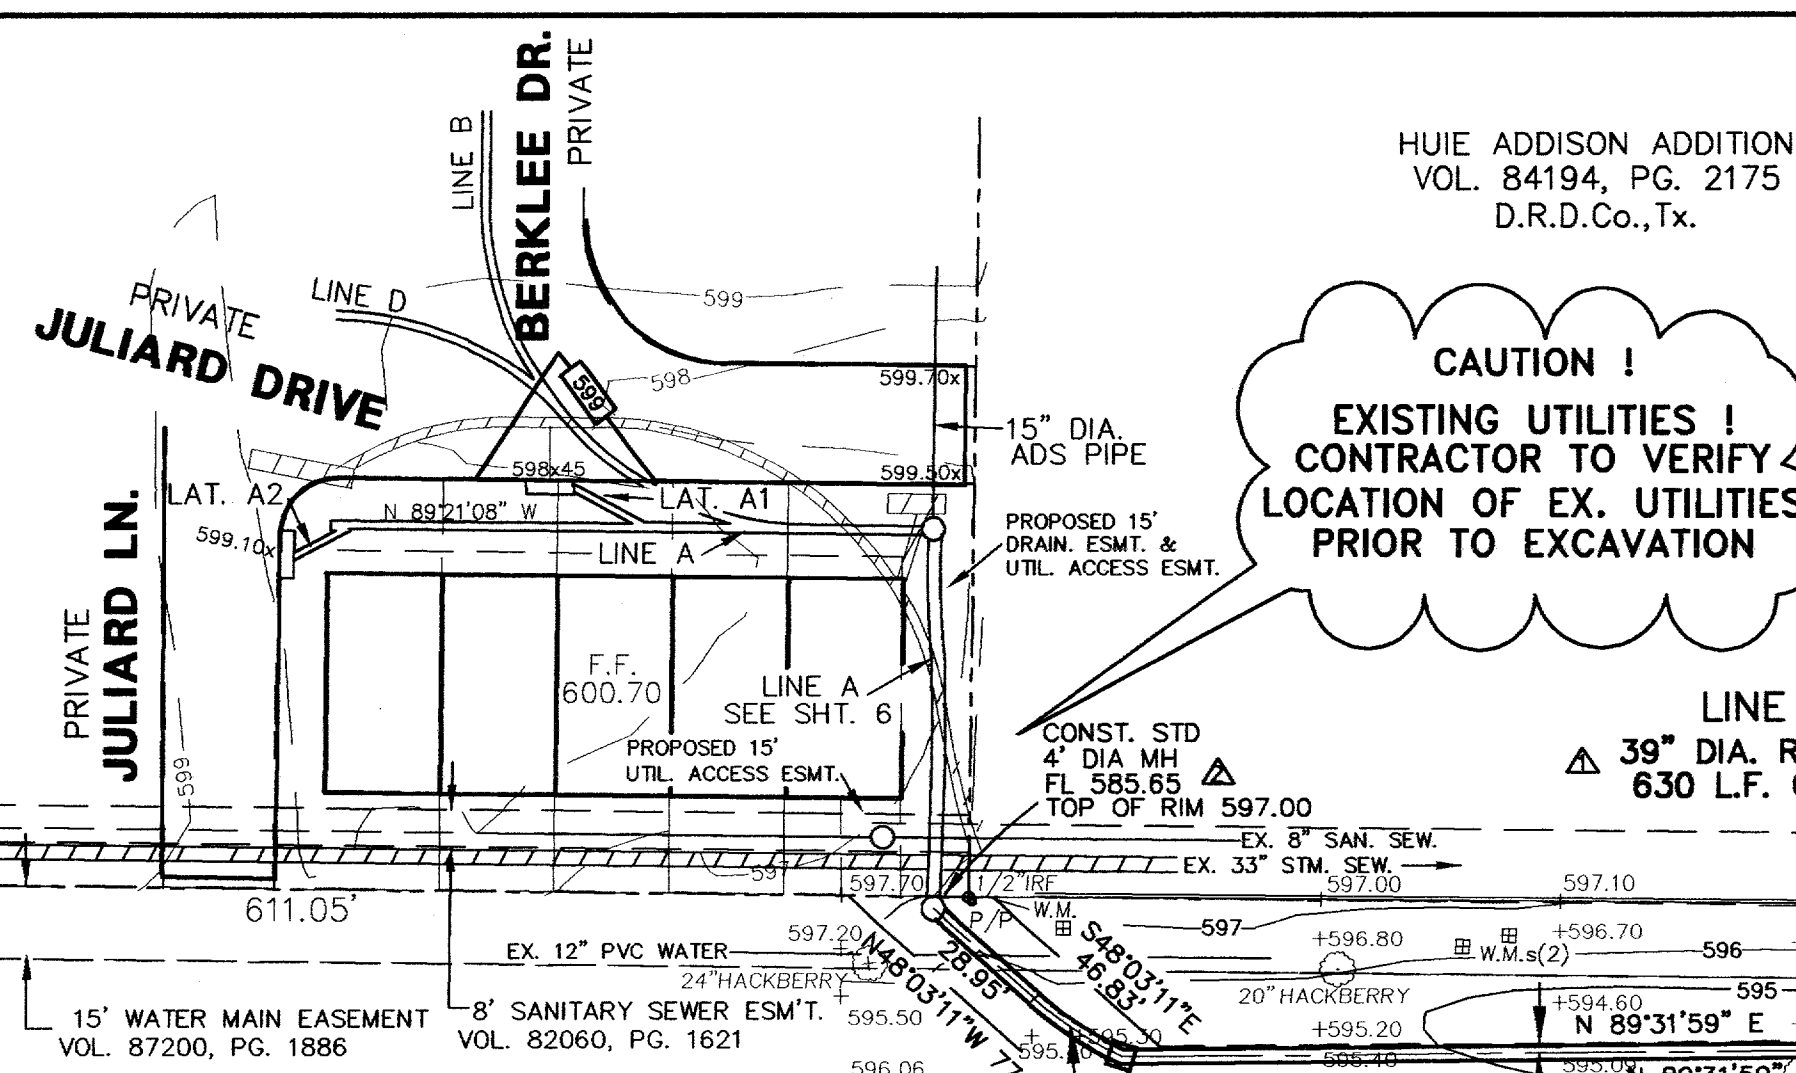 BERKLEE DR.
PRIVATE
LINE B
HUIE ADDISON ADDITION
VOL. 84194, PG. 2175
D.R.D.Co.,Tx.
PRIVATE
JULIARD DRIVE
LINE D
599
598
599
599.70x
CAUTION !
EXISTING UTILITIES !
CONTRACTOR TO VERIFY
LOCATION OF EX. UTILITIES
PRIOR TO EXCAVATION
15" DIA.
ADS PIPE
598x45
599.50x
LAT. A2
LAT. A1
N 89°21'08" W
599.10x
LINE A
PROPOSED 15'
DRAIN. ESMT. &
UTIL. ACCESS ESMT.
PRIVATE
JULIARD LN.
F.F.
600.70
LINE A
SEE SHT. 6
PROPOSED 15'
UTIL. ACCESS ESMT.
599
CONST. STD
4' DIA MH
FL 585.65
TOP OF RIM 597.00
2
LINE
1
39" DIA. R
630 L.F.
EX. 8" SAN. SEW.
EX. 33" STM. SEW.
597
597.70
1/2"IRF
597.00
597.10
611.05'
P/P
W.M.
597
597.20
+596.80
+596.70
W.M.s(2)
596
EX. 12" PVC WATER
24"HACKBERRY
20"HACKBERRY
N48°03'11"W 77
28.95'
S48°03'11"E
46.83'
595
+594.60
15' WATER MAIN EASEMENT
VOL. 87200, PG. 1886
8' SANITARY SEWER ESM'T.
VOL. 82060, PG. 1621
595.50
+595.20
N 89°31'59" E
+595.30
595.40
596.06